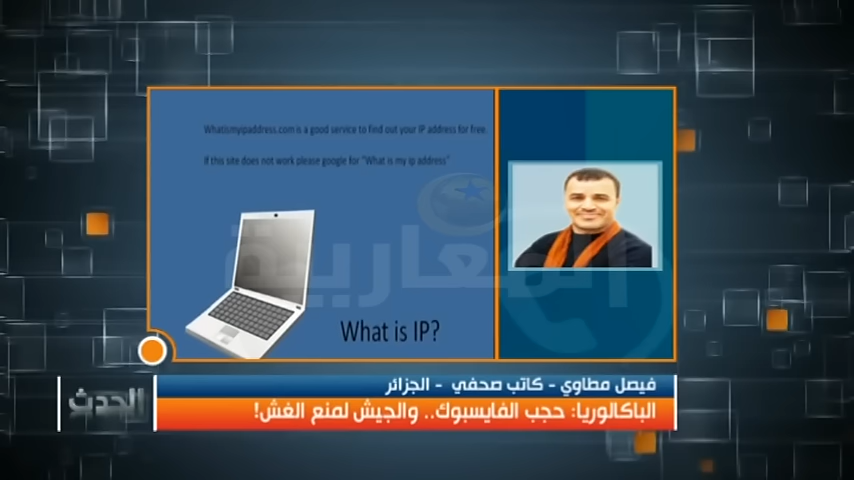 Whatismyipaddress.com is a good service to find out your IP address for free.
If this site does not work please google for "What is my ip address"
المغاربية
What is IP?
فيصل مطاوي - كاتب صحفي - الجزائر
الباكالوريا: حجب الفايسبوك.. والجيش لمنع الغش!
الحدث